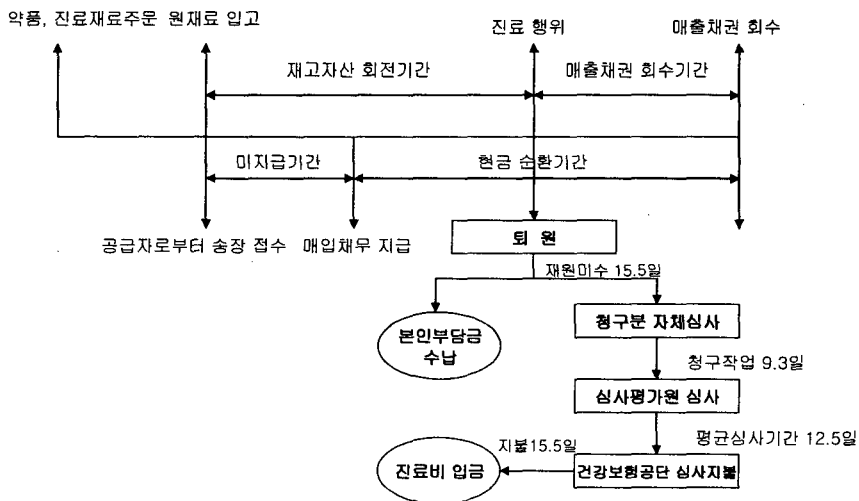 약품, 진료재료주문 원재료 입고
진료 행위
매출채권 회수
재고자산 회전기간
매출채권 회수기간
미지급기간
현금 순환기간
공급자로부터 송장 접수
매입채무 지급
퇴 원
재원미수 15.5일
본인부담금
수납
청구분 자체심사
청구작업 9.3일
심사평가원 심사
평균심사기간 12.5일
지불15.5일
진료비 입금
건강보험공단 심사지불